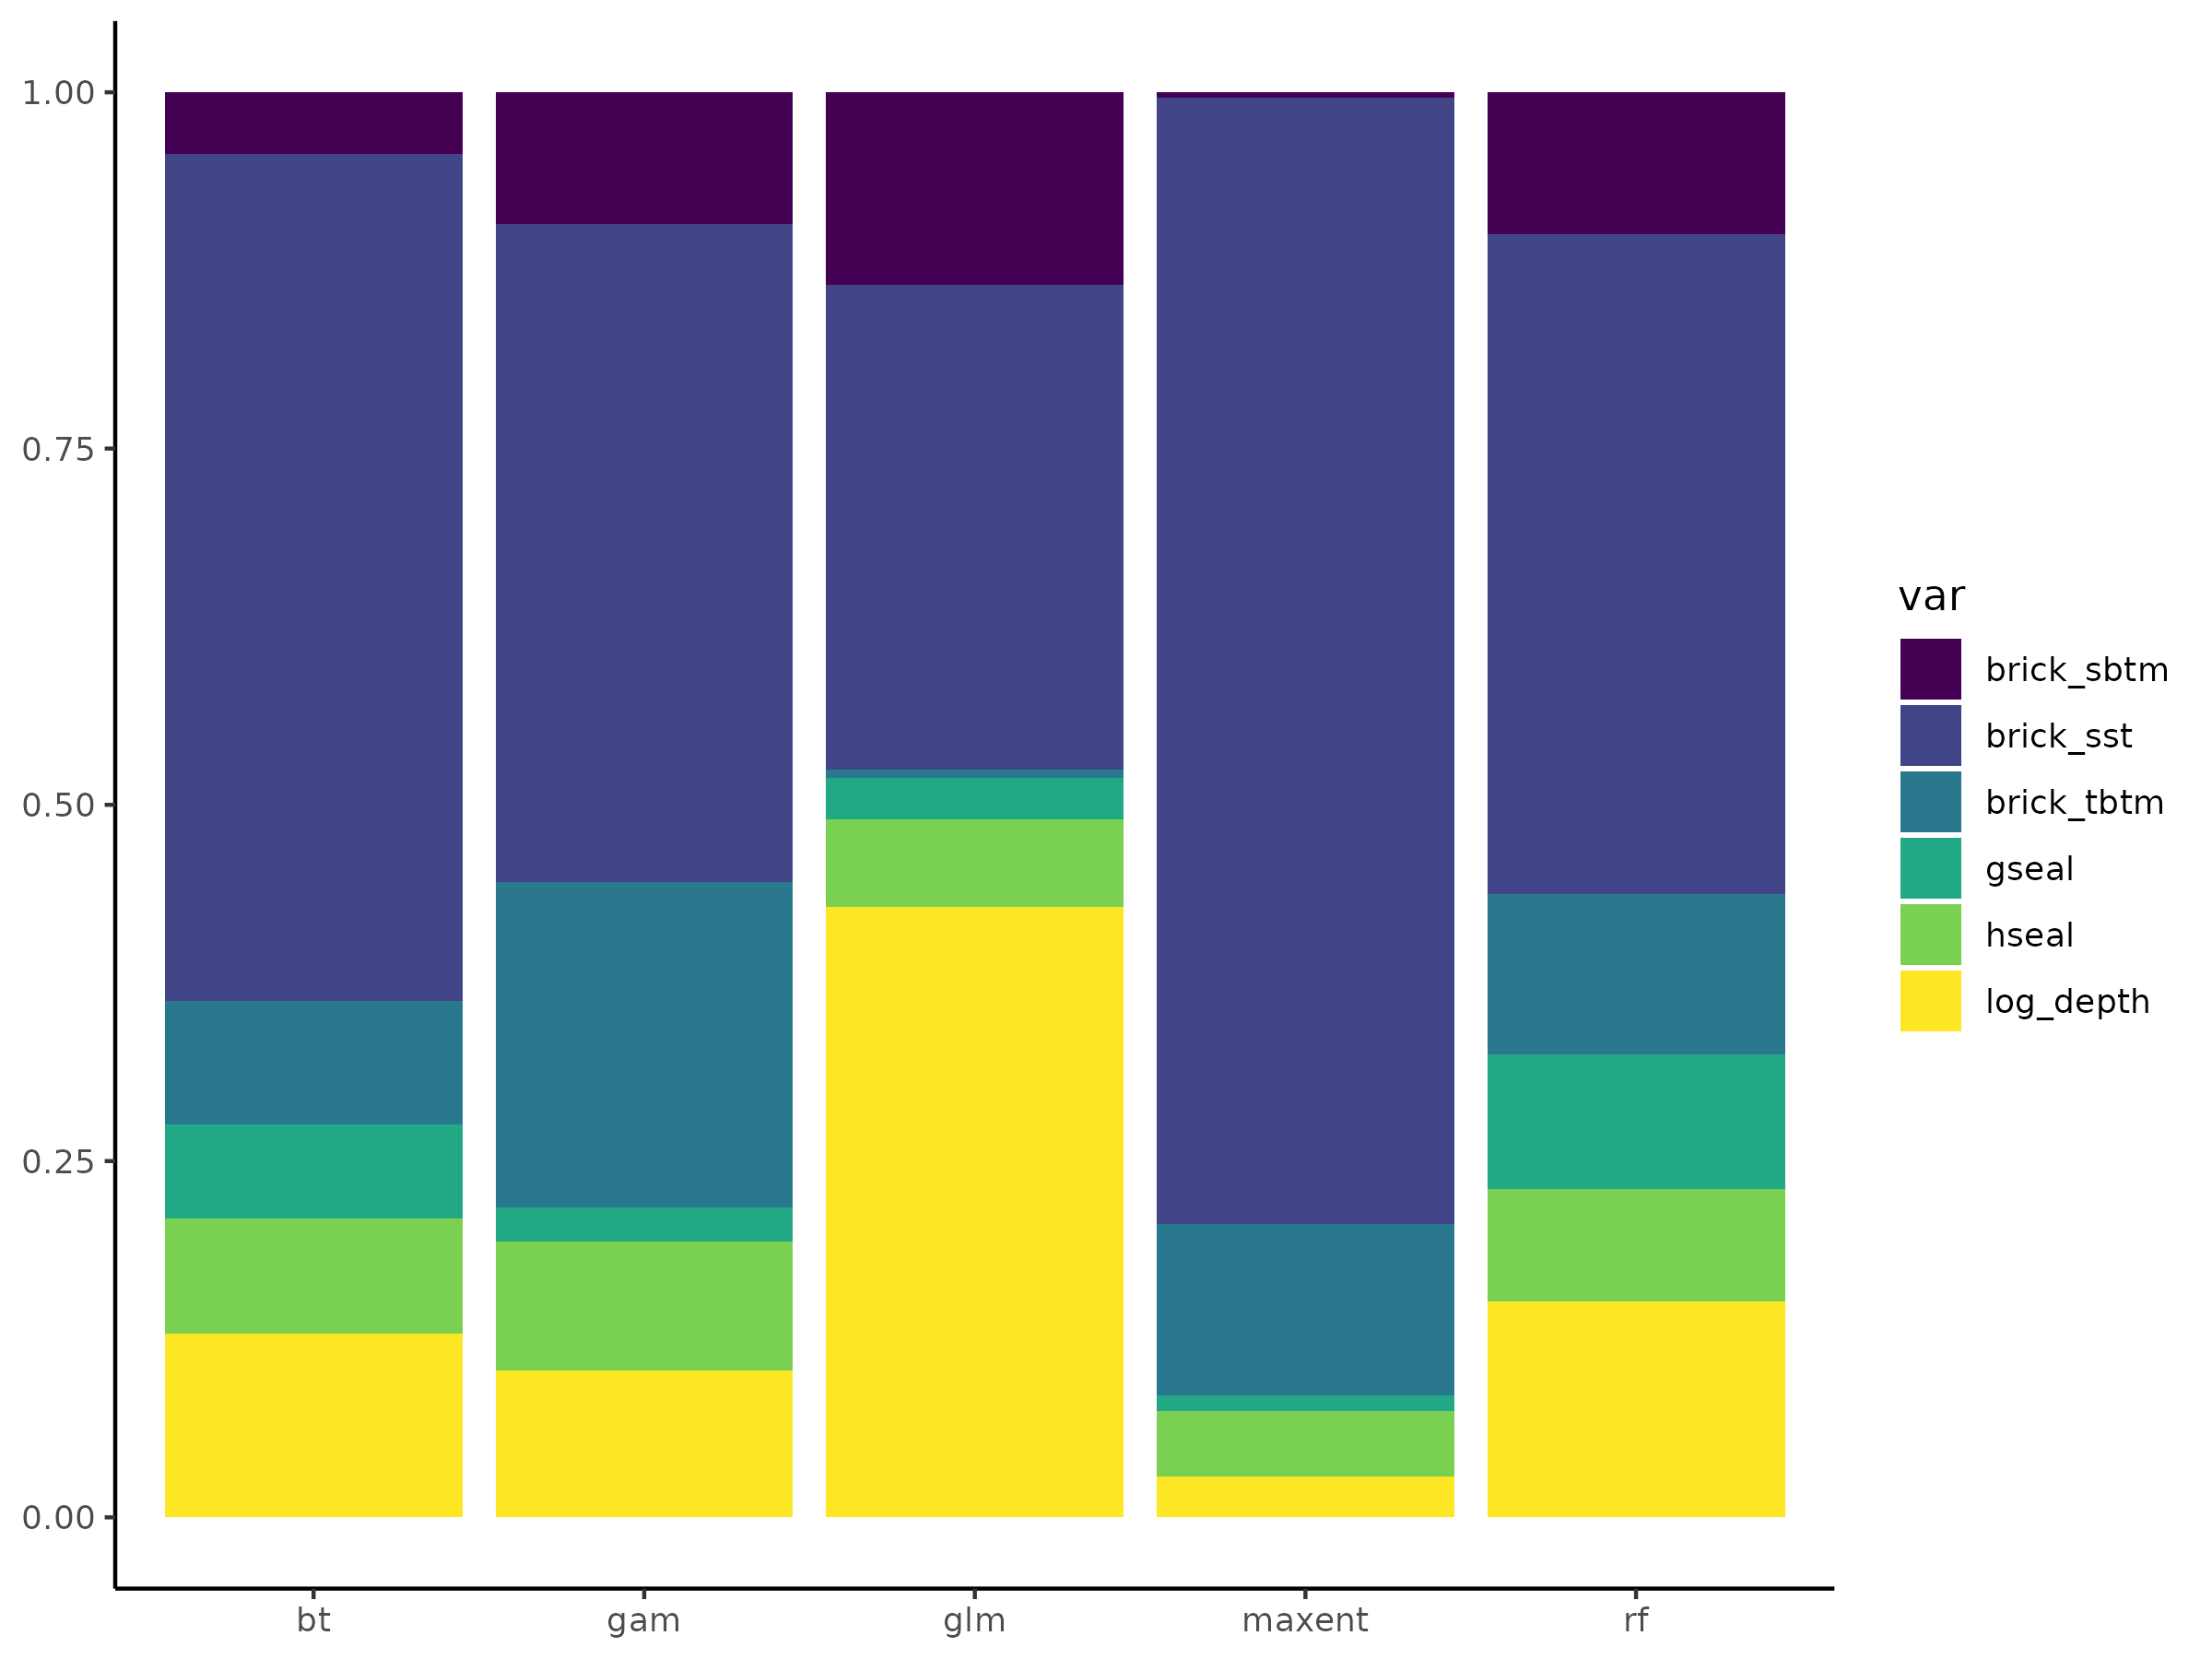 1.00
0.75
0.50
0.25
0.00
bt
gam
glm
maxent
rf
var
brick_sbtm
brick_sst
brick_tbtm
gseal
hseal
log_depth